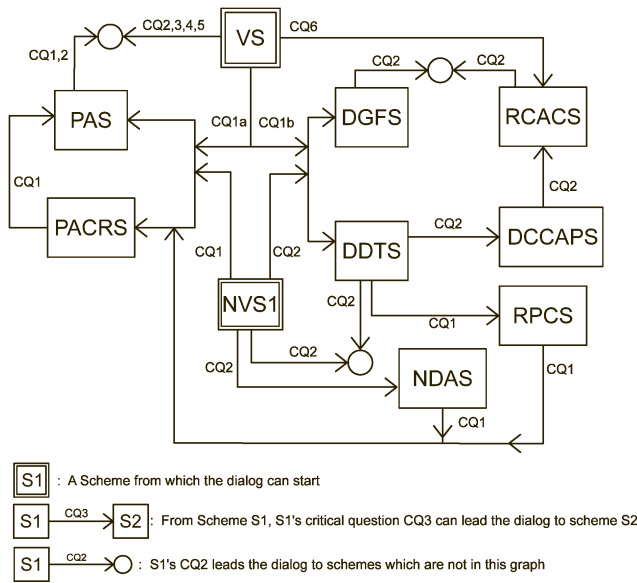 CQ2,3,4,5
VS
CQ6
CQ1,2
CQ2
CQ2
PAS
CQ1a
CQ1b
DGFS
RCACS
CQ1
CQ2
PACRS
CQ1
CQ2
DDTS
CQ2
DCCAPS
NVS1
CQ2
CQ1
RPCS
CQ2
CQ2
NDAS
CQ1
CQ1
S1 : A Scheme from which the dialog can start
S1 CQ3 S2 : From Scheme S1, S1's critical question CQ3 can lead the dialog to scheme S2
S1 CQ2 : S1's CQ2 leads the dialog to schemes which are not in this graph